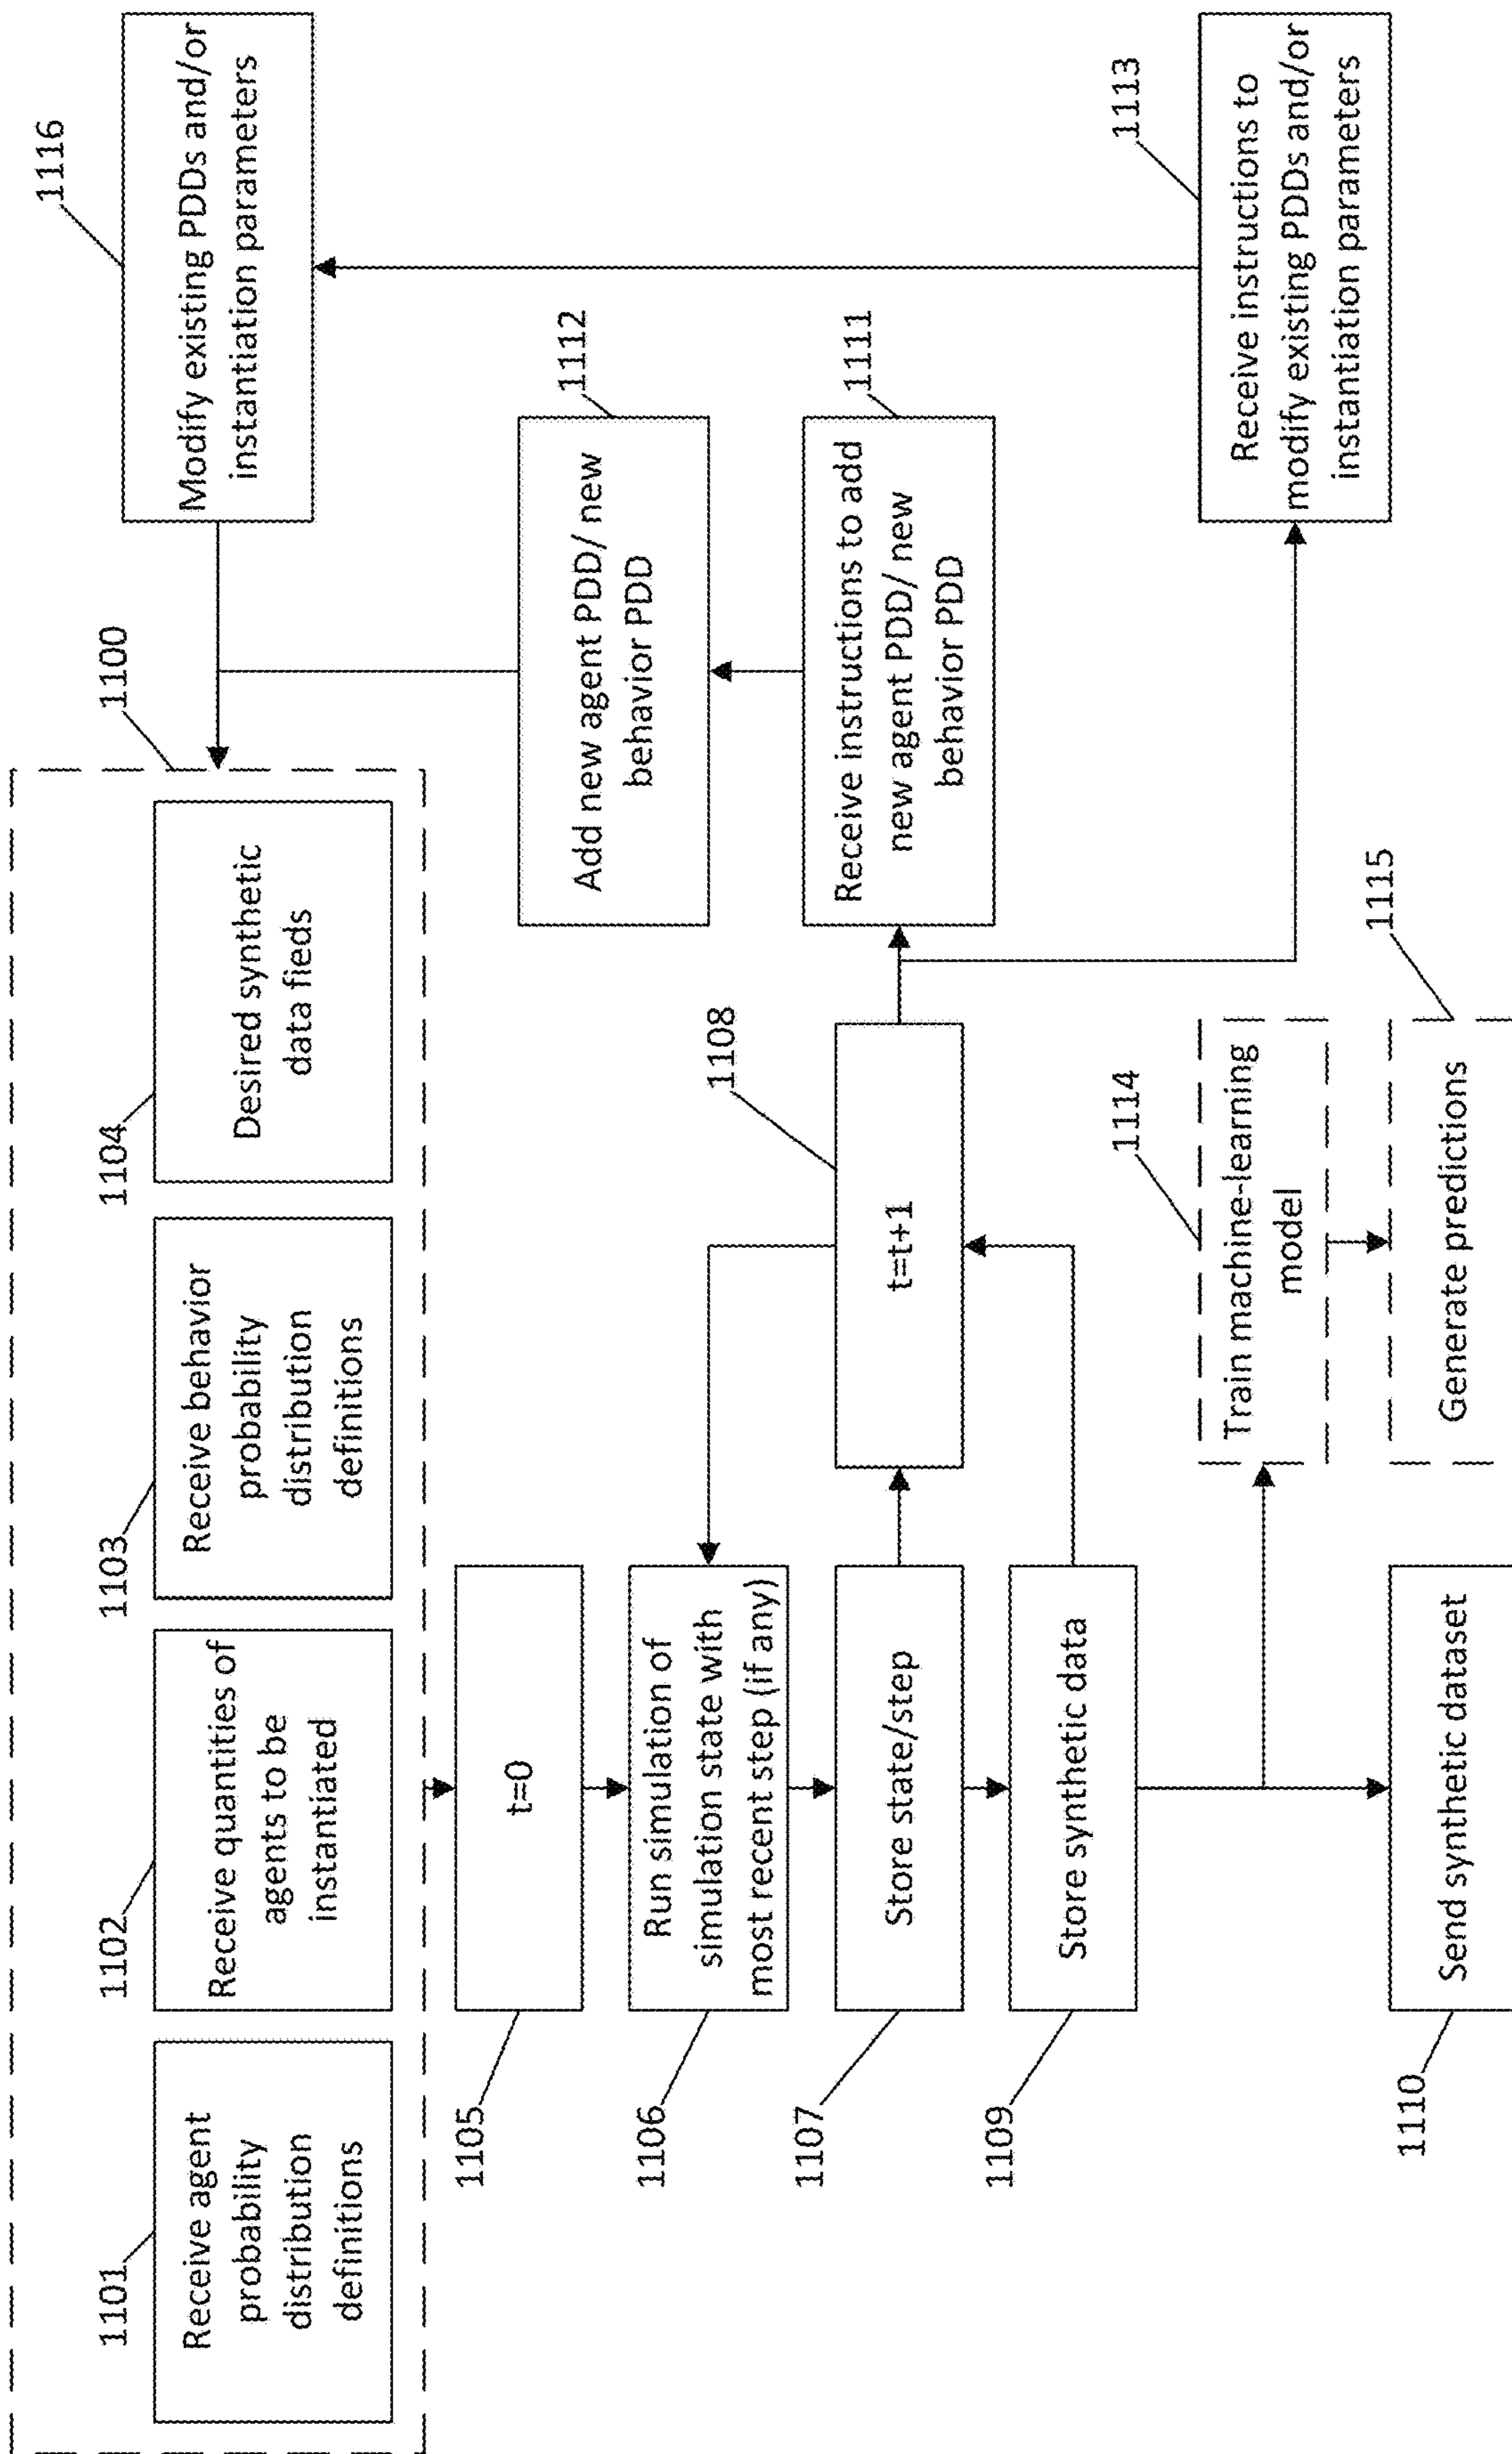 1101
Receive agent
probability
distribution
definitions
1102
Receive quantities of
agents to be
instantiated
1103
Receive behavior
probability
distribution
definitions
1104
Desired synthetic
data fieds
1100
1116
Modify existing PDDs and/or
instantiation parameters
1105
t=0
1106
Run simulation of
simulation state with
most recent step (if any)
1107
Store state/step
1109
Store synthetic data
1110
Send synthetic dataset
1108
t=t+1
1114
Train machine-learning
model
1115
Generate predictions
1112
Add new agent PDD/ new
behavior PDD
1111
Receive instructions to add
new agent PDD/ new
behavior PDD
1113
Receive instructions to
modify existing PDDs and/or
instantiation parameters